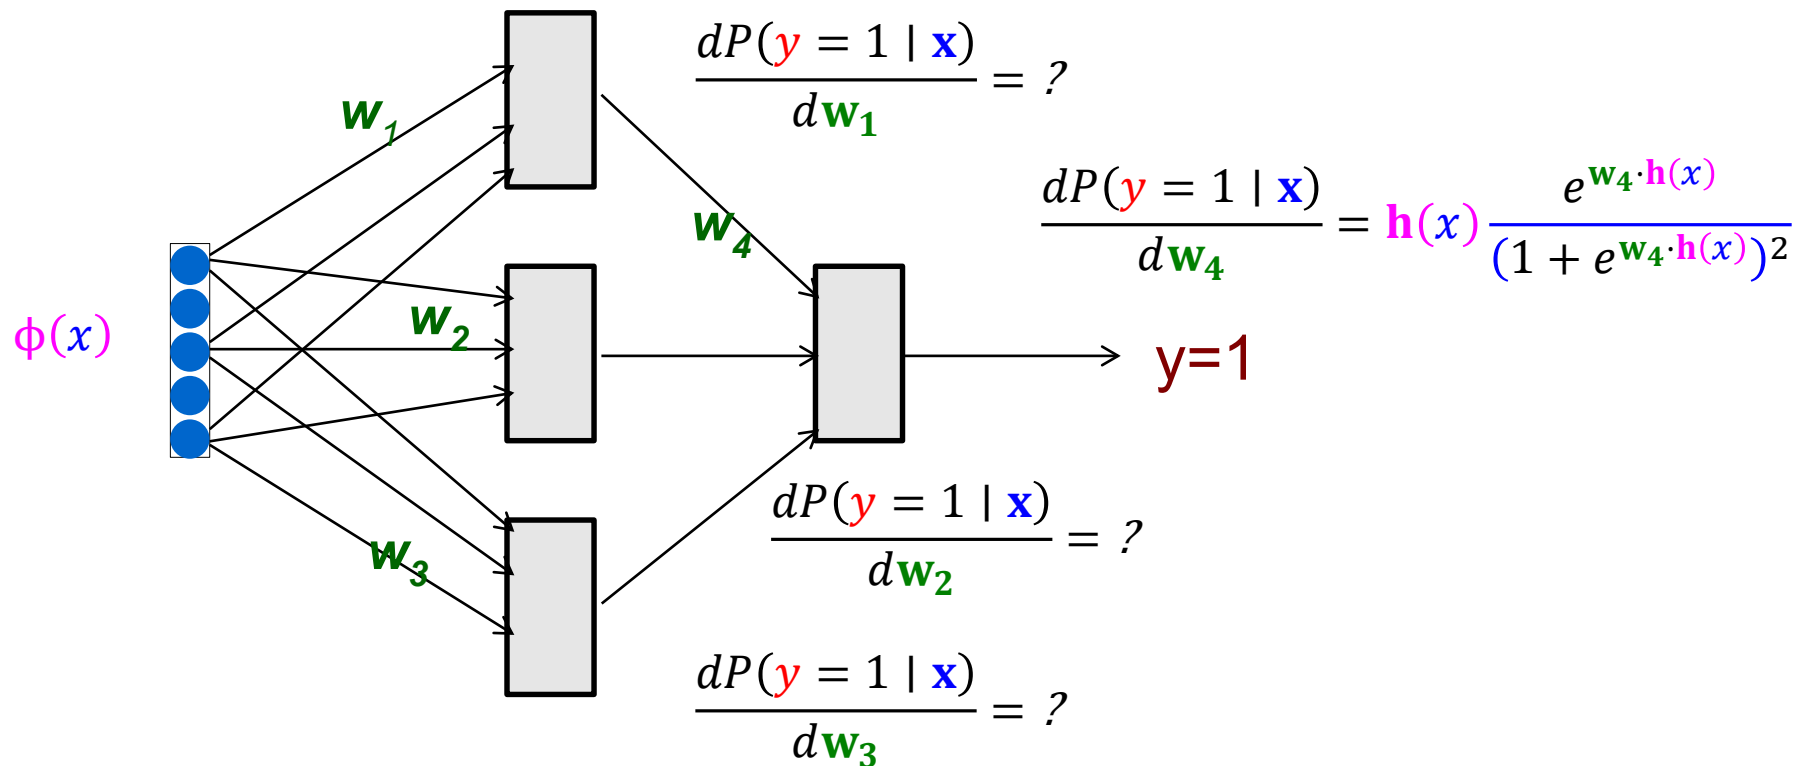 dP(y = 1 | x) / dw₁ = ?
w₁
dP(y = 1 | x) / dw₄ = h(x) e^(w₄·h(x)) / (1 + e^(w₄·h(x)))²
w₄
ϕ(x)
w₂
y=1
dP(y = 1 | x) / dw₂ = ?
w₃
dP(y = 1 | x) / dw₃ = ?